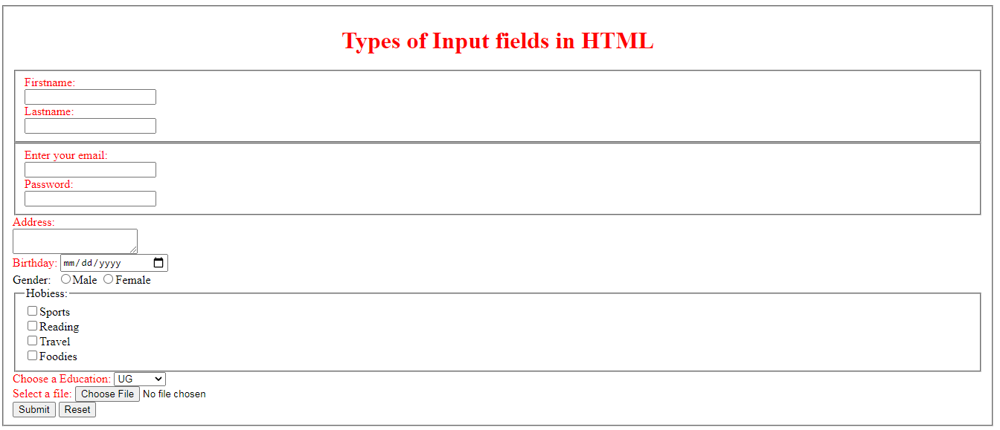 Types of Input fields in HTML
Firstname:
Lastname:
Enter your email:
Password:
Address:
Birthday: mm/dd/yyyy
Gender: Male Female
Hobiess:
Sports
Reading
Travel
Foodies
Choose a Education: UG
Select a file: Choose File No file chosen
Submit Reset